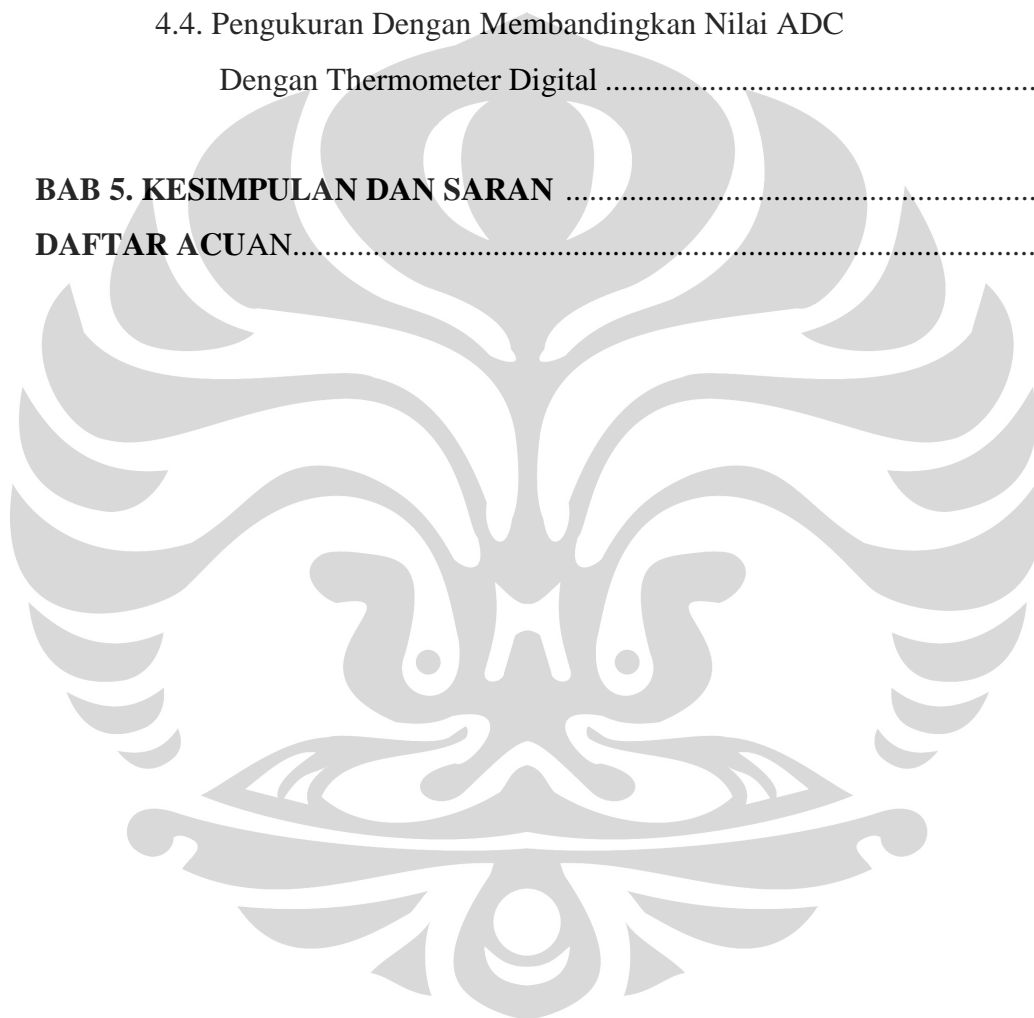 4.4. Pengukuran Dengan Membandingkan Nilai ADC
Dengan Thermometer Digital .....................................................
BAB 5. KESIMPULAN DAN SARAN ..........................................................
DAFTAR ACUAN...........................................................................................